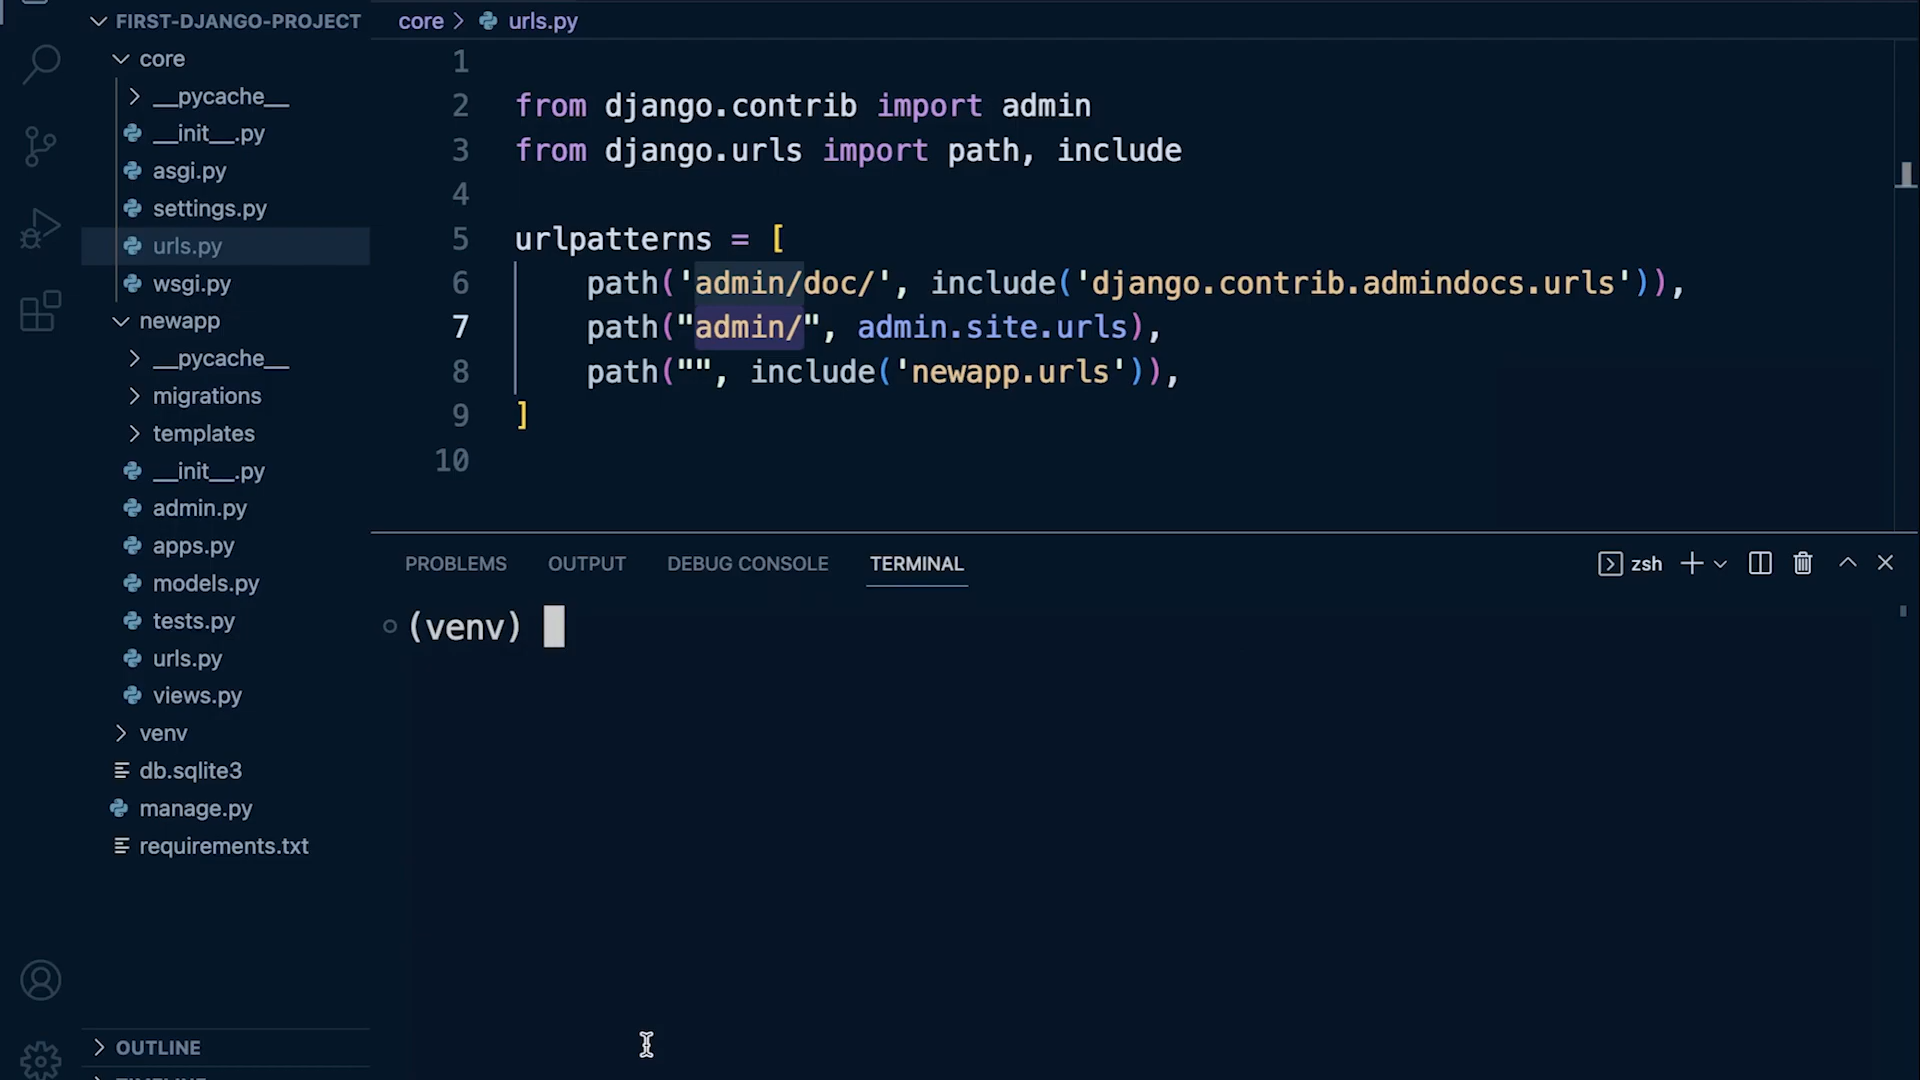 FIRST-DJANGO-PROJECT
core
__pycache__
__init__.py
asgi.py
settings.py
urls.py
wsgi.py
newapp
__pycache__
migrations
templates
__init__.py
admin.py
apps.py
models.py
tests.py
urls.py
views.py
venv
db.sqlite3
manage.py
requirements.txt
OUTLINE
core > urls.py
1
2 from django.contrib import admin
3 from django.urls import path, include
4
5 urlpatterns = [
6 path('admin/doc/', include('django.contrib.admindocs.urls')),
7 path("admin/", admin.site.urls),
8 path("", include('newapp.urls')),
9 ]
10
PROBLEMS OUTPUT DEBUG CONSOLE TERMINAL zsh
(venv)